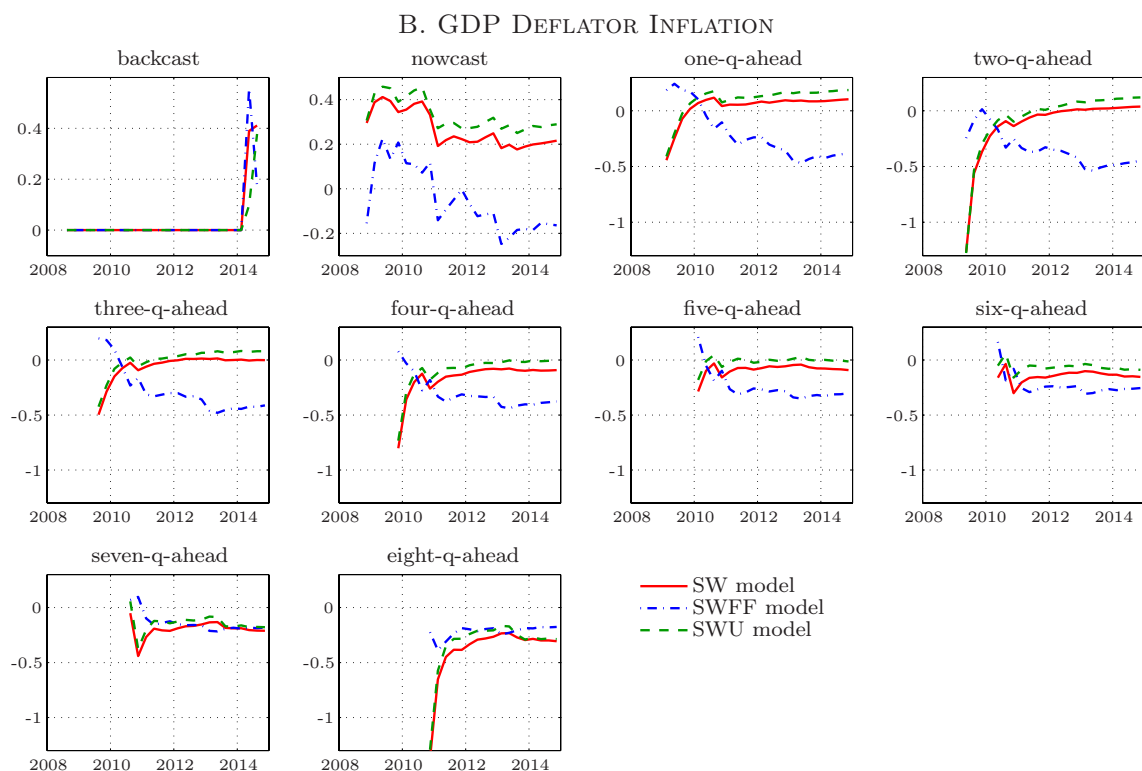 B. GDP DEFLATOR INFLATION
backcast
nowcast
one-q-ahead
two-q-ahead
0.4
0.2
0
2008 2010 2012 2014
0.4
0.2
0
-0.2
2008 2010 2012 2014
0
-0.5
-1
2008 2010 2012 2014
0
-0.5
-1
2008 2010 2012 2014
three-q-ahead
four-q-ahead
five-q-ahead
six-q-ahead
0
-0.5
-1
2008 2010 2012 2014
0
-0.5
-1
2008 2010 2012 2014
0
-0.5
-1
2008 2010 2012 2014
0
-0.5
-1
2008 2010 2012 2014
seven-q-ahead
eight-q-ahead
0
-0.5
-1
2008 2010 2012 2014
0
-0.5
-1
2008 2010 2012 2014
SW model
SWFF model
SWU model